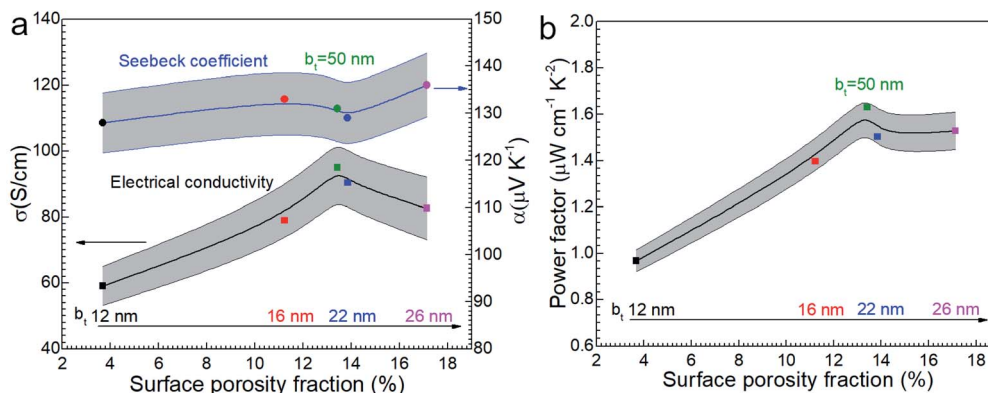 a
140
120
100
80
60
40
σ(S/cm)
150
140
130
120
110
100
90
80
α(μV K⁻¹)
Seebeck coefficient
b_t=50 nm
Electrical conductivity
b_t 12 nm
16 nm
22 nm
26 nm
2 4 6 8 10 12 14 16 18
Surface porosity fraction (%)
b
2.0
1.8
1.6
1.4
1.2
1.0
0.8
0.6
Power factor (μW cm⁻¹ K⁻²)
b_t=50 nm
b_t 12 nm
16 nm
22 nm
26 nm
2 4 6 8 10 12 14 16 18
Surface porosity fraction (%)